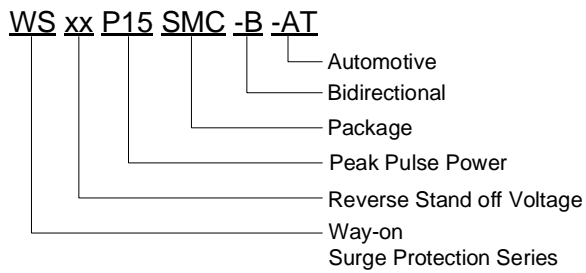 WS xx P15 SMC -B -AT
Automotive
Bidirectional
Package
Peak Pulse Power
Reverse Stand off Voltage
Way-on
Surge Protection Series